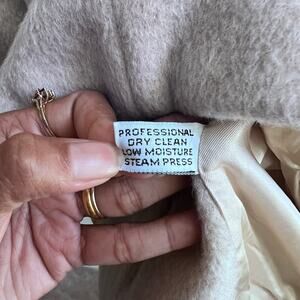 PROFESSIONAL
DRY CLEAN
LOW MOISTURE
STEAM PRESS